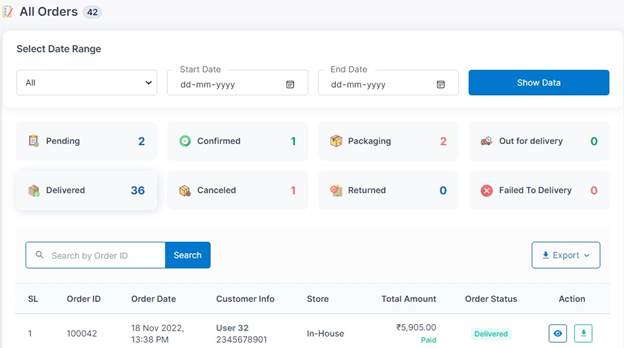 All Orders 42
Select Date Range
All
Start Date
dd-mm-yyyy
End Date
dd-mm-yyyy
Show Data
Pending 2
Confirmed 1
Packaging 2
Out for delivery 0
Delivered 36
Canceled 1
Returned 0
Failed To Delivery 0
Search by Order ID
Search
Export
SL Order ID Order Date Customer Info Store Total Amount Order Status Action
1 100042 18 Nov 2022, User 32 In-House ₹5,905.00 Delivered
13:38 PM 2345678901 Paid